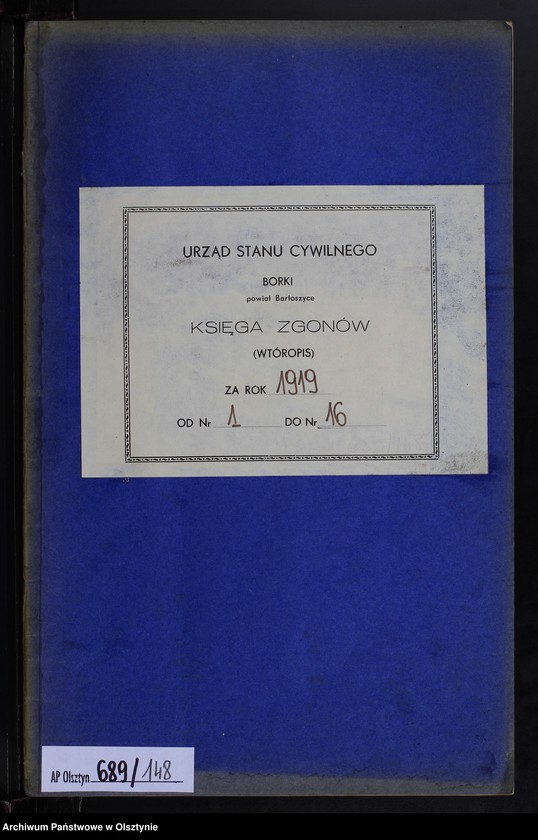 URZĄD STANU CYWILNEGO
BORKI
powiat Bartoszyce
KSIĘGA ZGONÓW
(WTÓROPIS)
ZA ROK 1919
OD Nr 1 DO Nr 16
AP Olsztyn 689/148
Archiwum Państwowe w Olsztynie